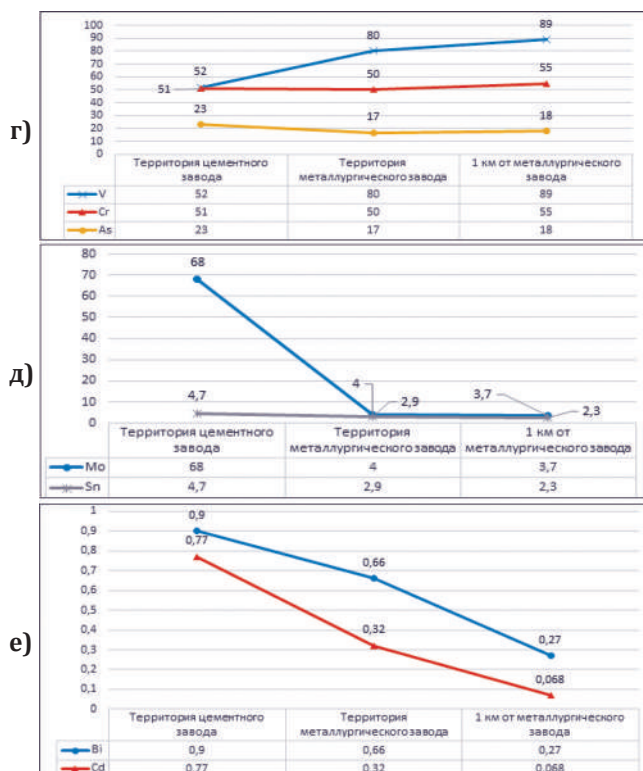 г)
100
90
80
70
60
50
40
30
20
10
0
52
80
89
51
50
55
23
17
18
Территория цементного завода
Территория металлургического завода
1 км от металлургического завода
V 52 80 89
Cr 51 50 55
As 23 17 18
д)
80
70
60
50
40
30
20
10
0
68
4
3,7
4,7
2,9
2,3
Территория цементного завода
Территория металлургического завода
1 км от металлургического завода
Mo 68 4 3,7
Sn 4,7 2,9 2,3
е)
1
0,9
0,8
0,7
0,6
0,5
0,4
0,3
0,2
0,1
0
0,9
0,66
0,27
0,77
0,32
0,068
Территория цементного завода
Территория металлургического завода
1 км от металлургического завода
Bi 0,9 0,66 0,27
Cd 0,77 0,32 0,068